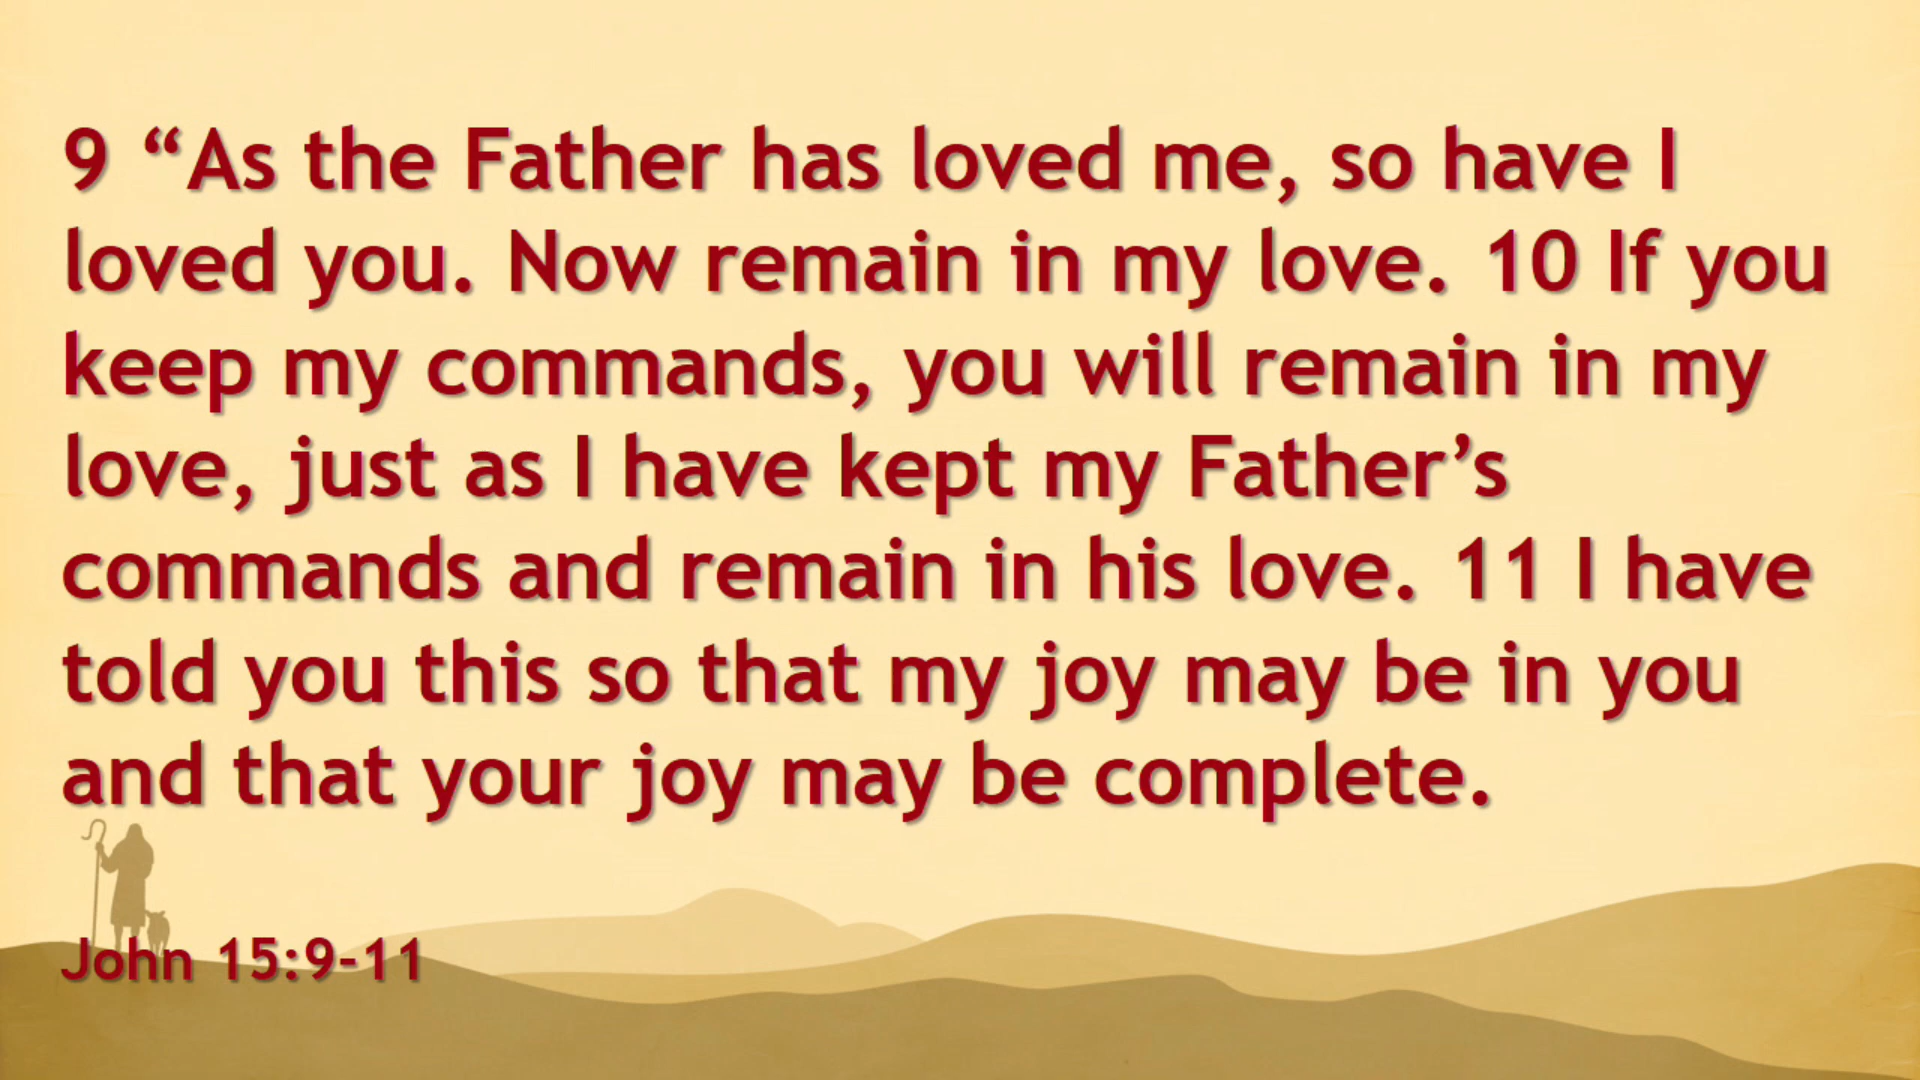 9 “As the Father has loved me, so have I
loved you. Now remain in my love. 10 If you
keep my commands, you will remain in my
love, just as I have kept my Father’s
commands and remain in his love. 11 I have
told you this so that my joy may be in you
and that your joy may be complete.
John 15:9-11